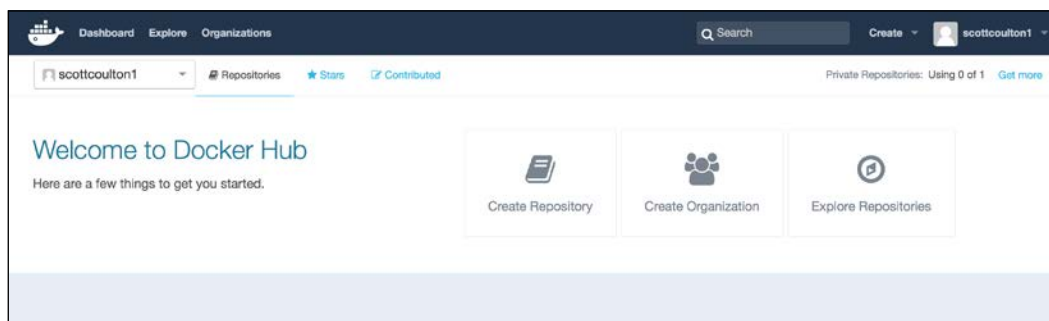 Dashboard Explore Organizations Search Create scottcoulton1
scottcoulton1 Repositories Stars Contributed Private Repositories: Using 0 of 1 Get more
Welcome to Docker Hub
Here are a few things to get you started.
Create Repository Create Organization Explore Repositories